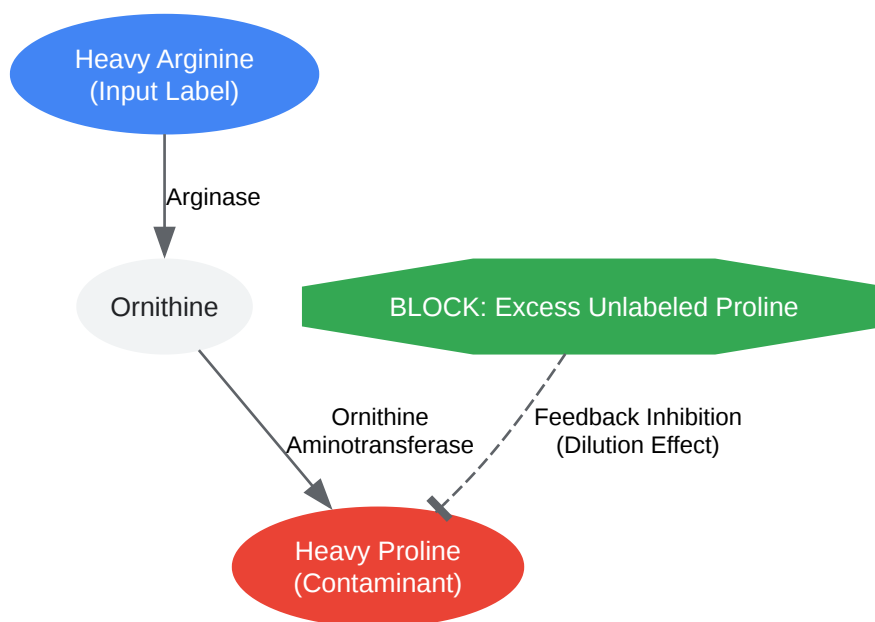 Heavy Arginine
(Input Label)
Arginase
Ornithine
BLOCK: Excess Unlabeled Proline
Ornithine
Aminotransferase
Feedback Inhibition
(Dilution Effect)
Heavy Proline
(Contaminant)